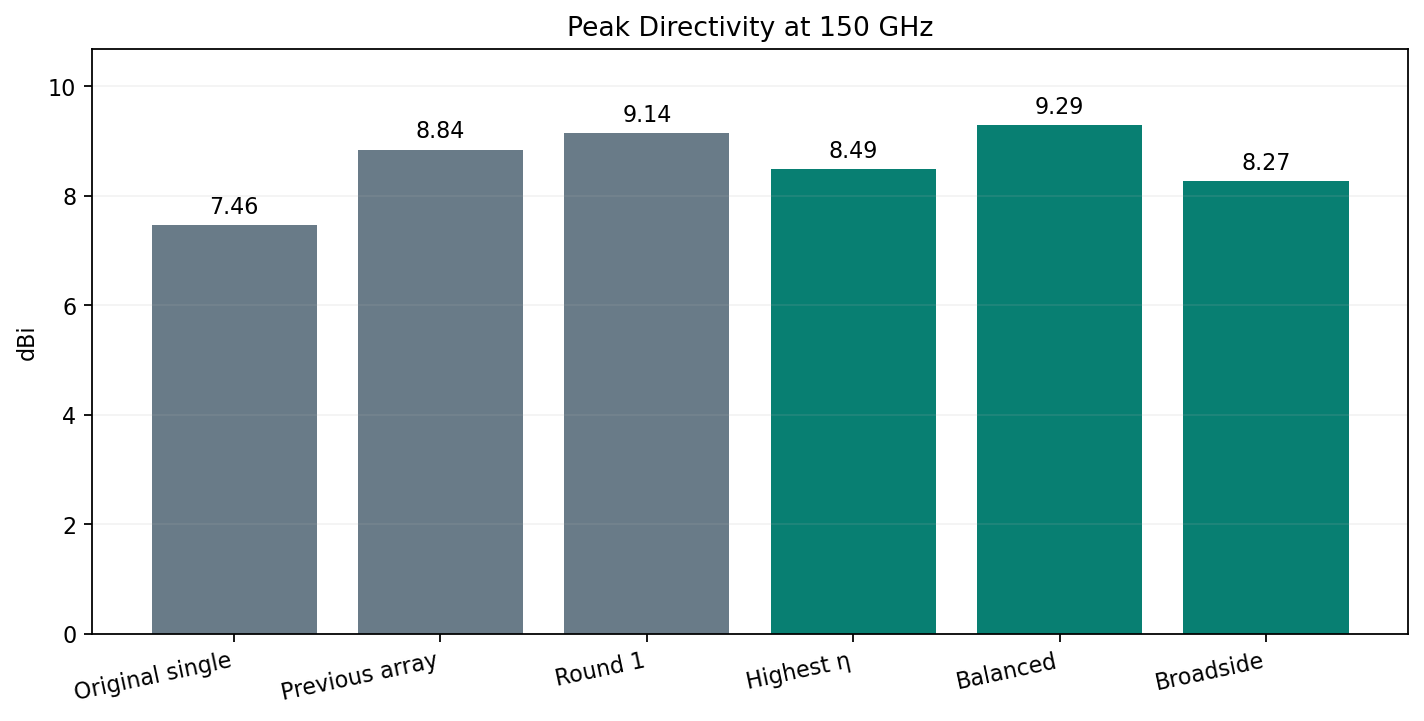 Peak Directivity at 150 GHz
10
8
6
4
2
0
dBi
7.46
8.84
9.14
8.49
9.29
8.27
Original single
Previous array
Round 1
Highest η
Balanced
Broadside